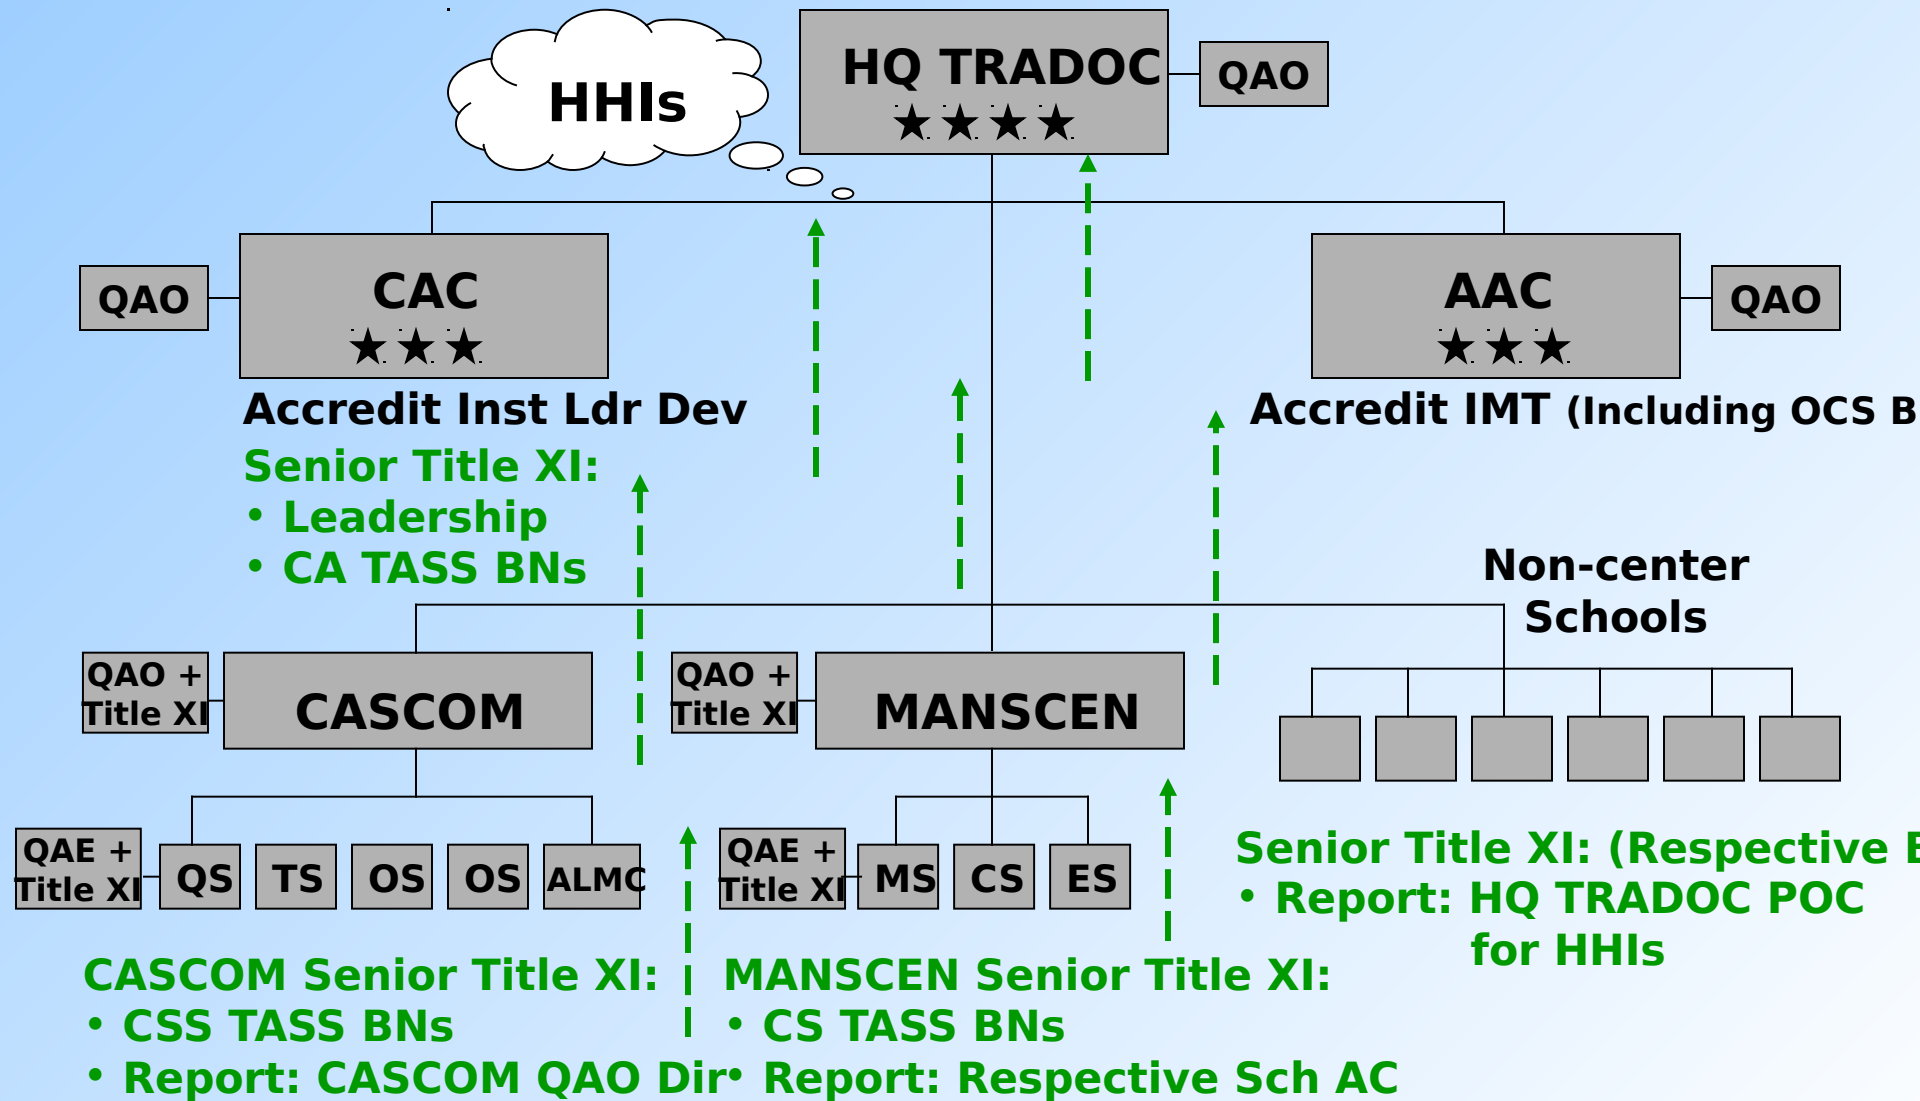 HHIs
HQ TRADOC
QAO
QAO
CAC
AAC
QAO
Accredit Inst Ldr Dev
Accredit IMT (Including OCS B
Senior Title XI:
• Leadership
• CA TASS BNs
Non-center
Schools
QAO +
Title XI
CASCOM
QAO +
Title XI
MANSCEN
QAE +
Title XI
QS
TS
OS
OS
ALMC
QAE +
Title XI
MS
CS
ES
Senior Title XI: (Respective
• Report: HQ TRADOC POC
for HHIs
CASCOM Senior Title XI:
• CSS TASS BNs
• Report: CASCOM QAO Dir
MANSCEN Senior Title XI:
• CS TASS BNs
• Report: Respective Sch AC